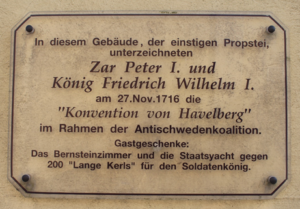 In diesem Gebäude, der einstigen Propstei,
unterzeichneten
Zar Peter I. und
König Friedrich Wilhelm I.
am 27.Nov.1716 die
"Konvention von Havelberg"
im Rahmen der Antischwedenkoalition.
Gastgeschenke:
Das Bernsteinzimmer und die Staatsyacht gegen
200 "Lange Kerls" für den Soldatenkönig.